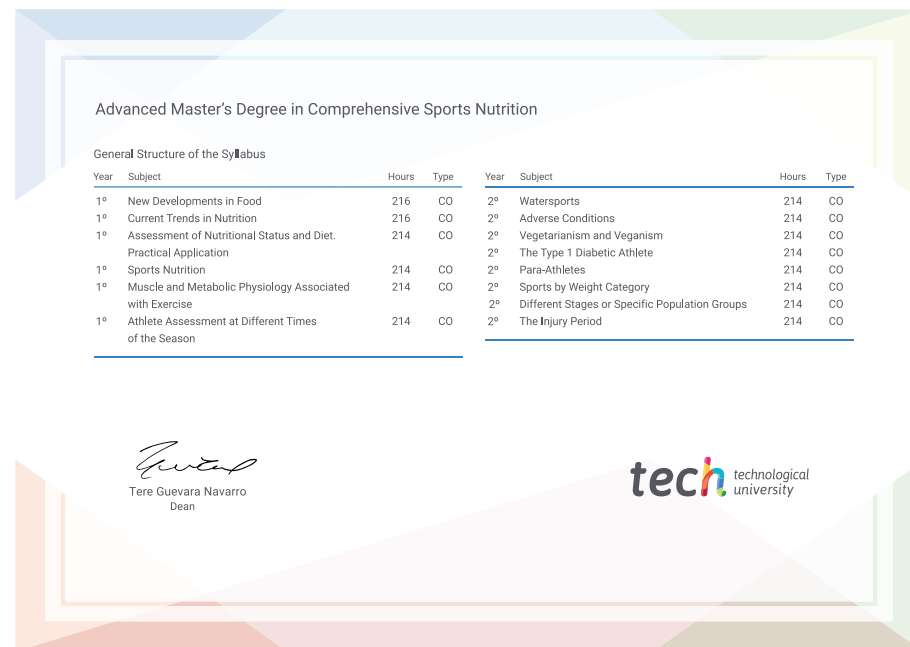 Advanced Master's Degree in Comprehensive Sports Nutrition
General Structure of the Syllabus
Year Subject Hours Type
1º New Developments in Food 216 CO
1º Current Trends in Nutrition 216 CO
1º Assessment of Nutritional Status and Diet. 214 CO
Practical Application
1º Sports Nutrition 214 CO
1º Muscle and Metabolic Physiology Associated 214 CO
with Exercise
1º Athlete Assessment at Different Times 214 CO
of the Season
Year Subject Hours Type
2º Watersports 214 CO
2º Adverse Conditions 214 CO
2º Vegetarianism and Veganism 214 CO
2º The Type 1 Diabetic Athlete 214 CO
2º Para-Athletes 214 CO
2º Sports by Weight Category 214 CO
2º Different Stages or Specific Population Groups 214 CO
2º The Injury Period 214 CO
Tere Guevara Navarro
Dean
tech technological
university